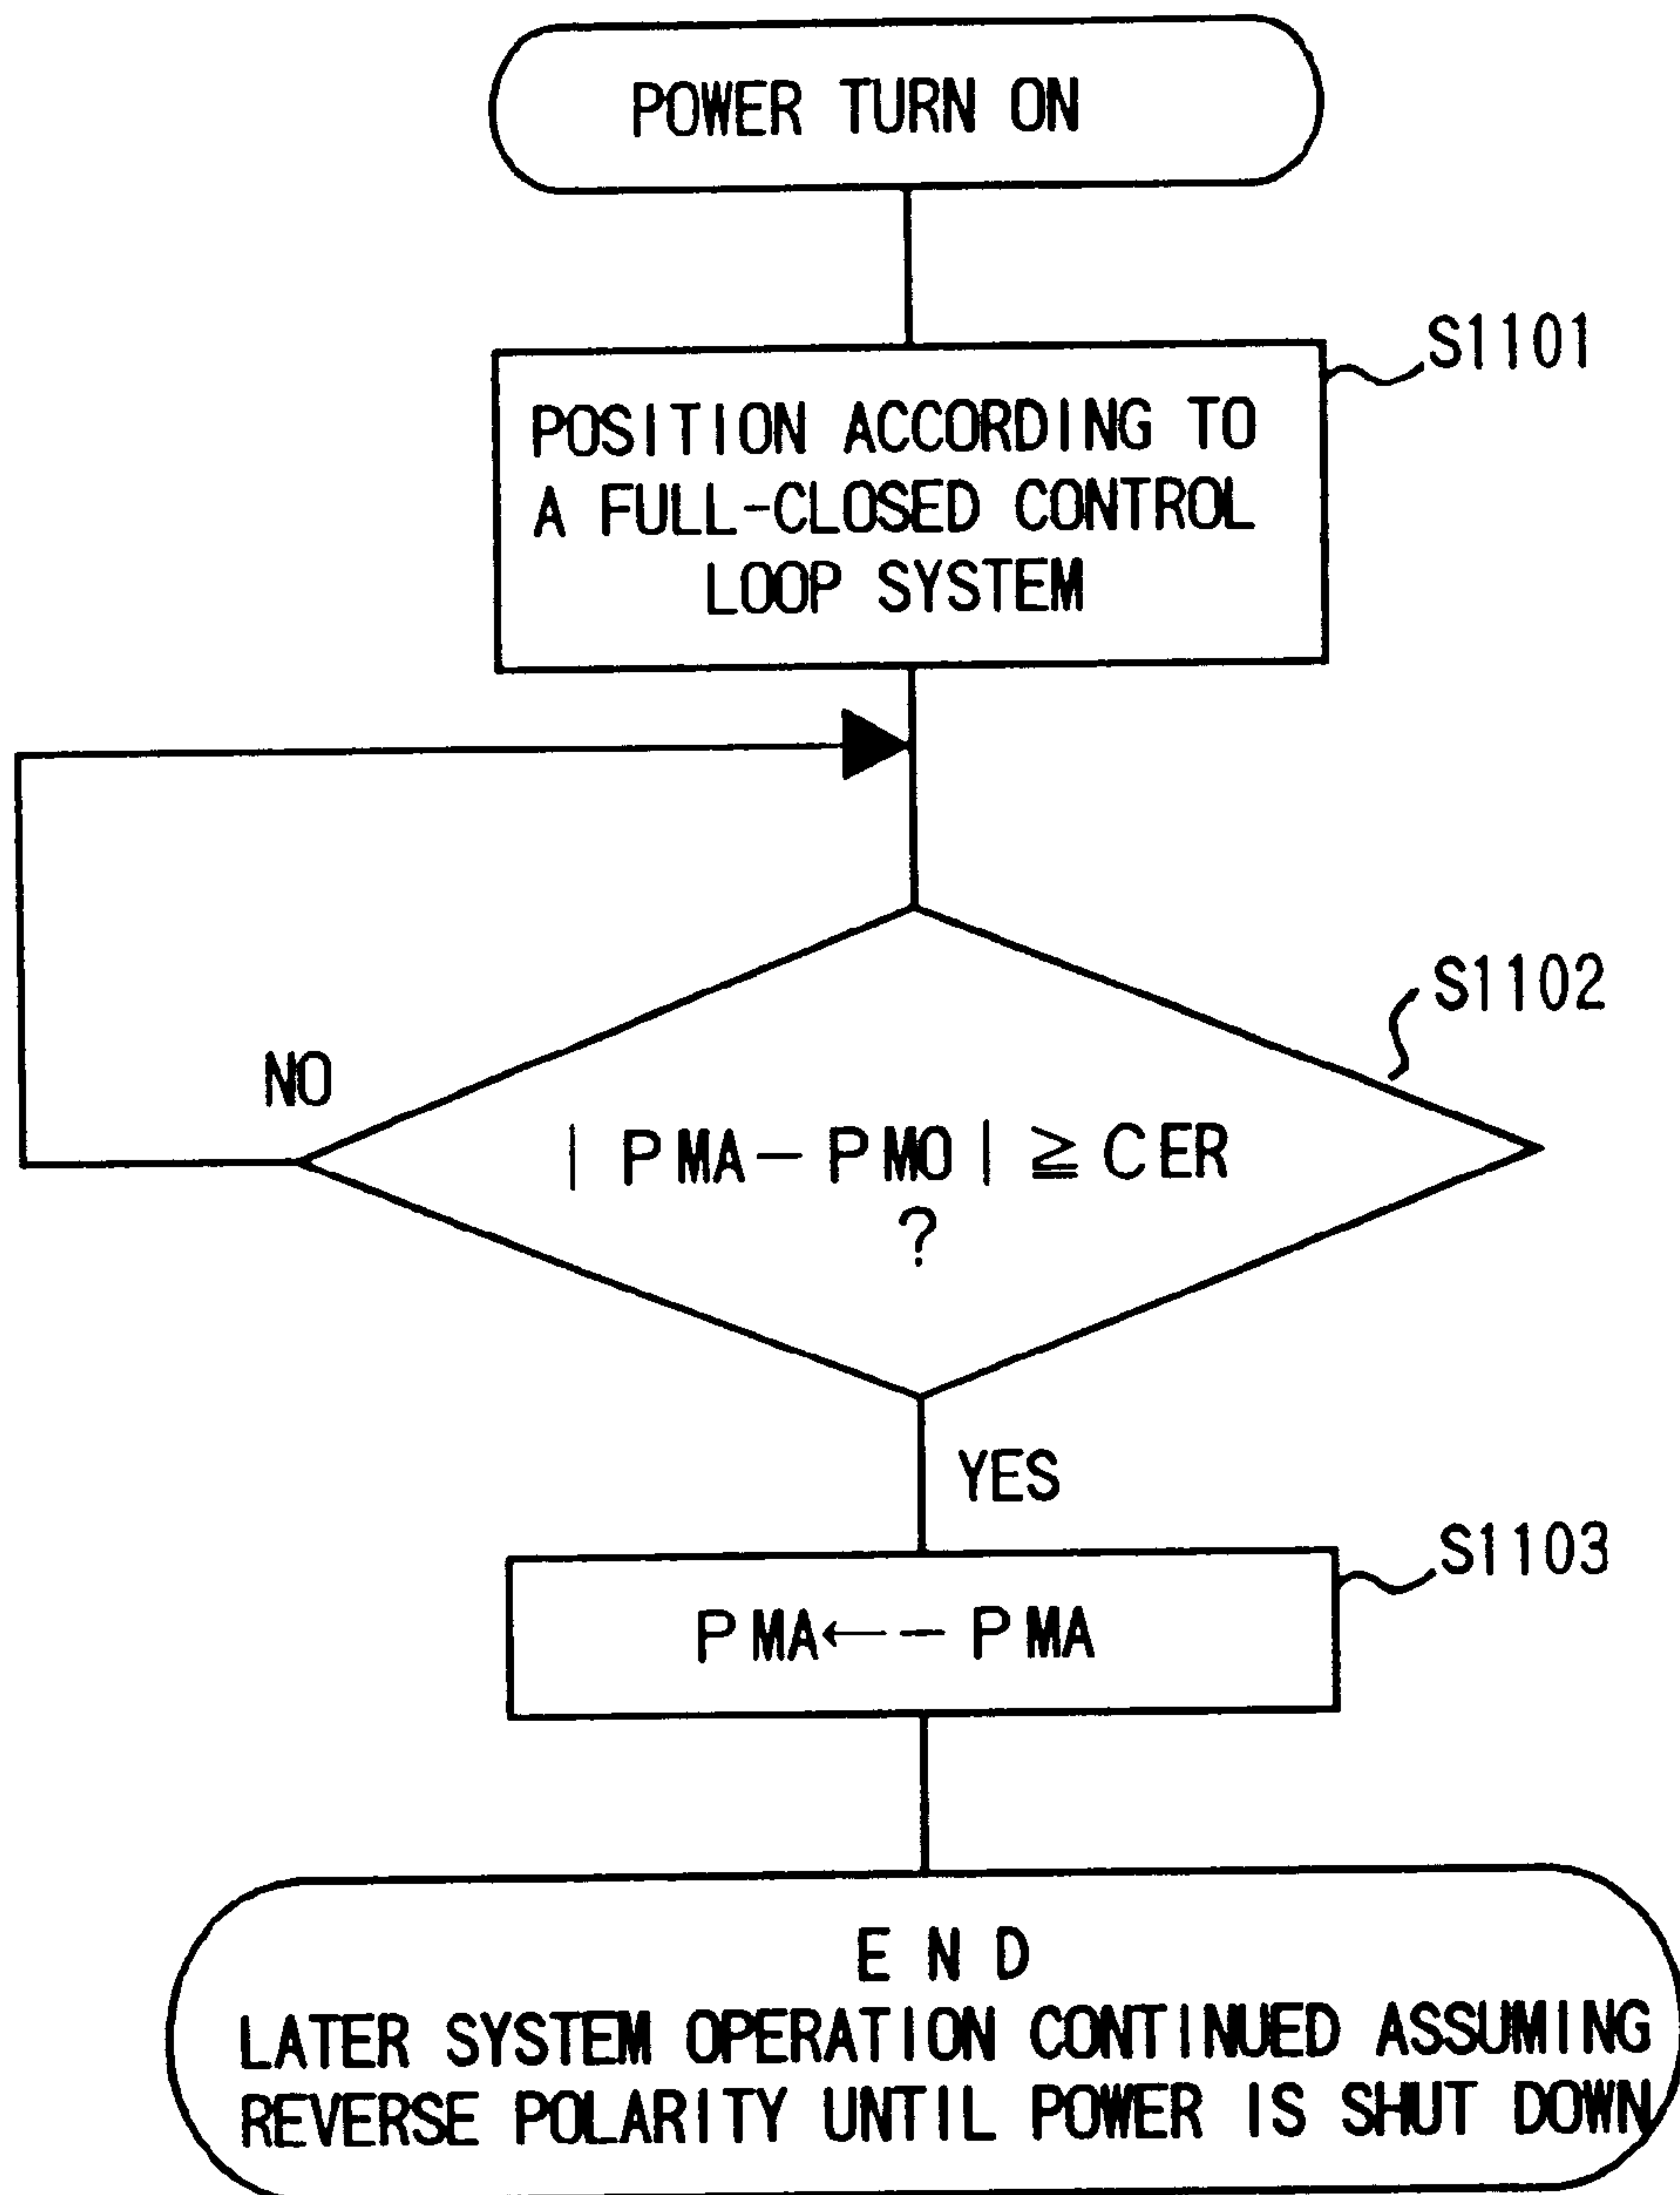 POWER TURN ON
S1101
POSITION ACCORDING TO
A FULL-CLOSED CONTROL
LOOP SYSTEM
S1102
NO
| PMA－PMO | ≧ CER
?
YES
S1103
PMA←－PMA
END
LATER SYSTEM OPERATION CONTINUED ASSUMING
REVERSE POLARITY UNTIL POWER IS SHUT DOWN